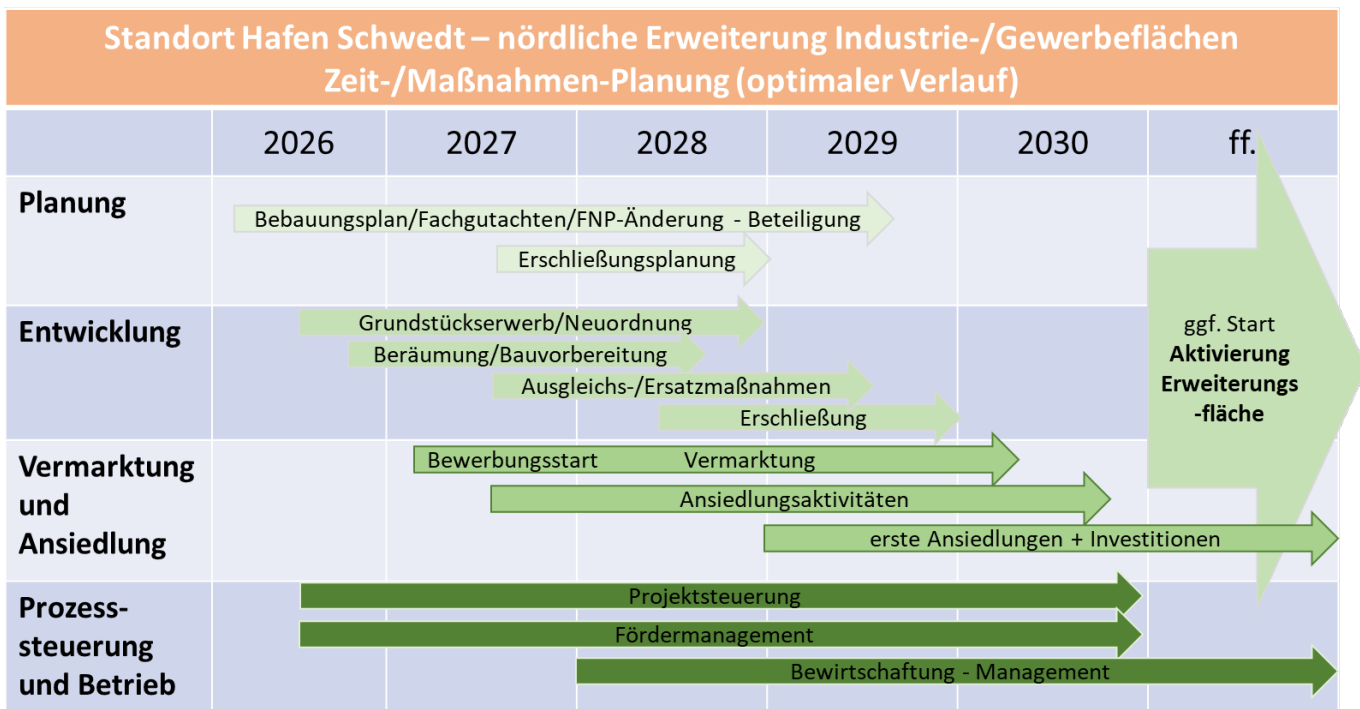 Standort Hafen Schwedt – nördliche Erweiterung Industrie-/Gewerbeflächen
Zeit-/Maßnahmen-Planung (optimaler Verlauf)
2026 2027 2028 2029 2030 ff.
Planung
Bebauungsplan/Fachgutachten/FNP-Änderung - Beteiligung
Erschließungsplanung
Entwicklung
Grundstückserwerb/Neuordnung
Beräumung/Bauvorbereitung
Ausgleichs-/Ersatzmaßnahmen
Erschließung
Vermarktung
und
Ansiedlung
Bewerbungsstart Vermarktung
Ansiedlungsaktivitäten
erste Ansiedlungen + Investitionen
Prozess-
steuerung
und Betrieb
Projektsteuerung
Fördermanagement
Bewirtschaftung - Management
ggf. Start
Aktivierung
Erweiterungs
-fläche